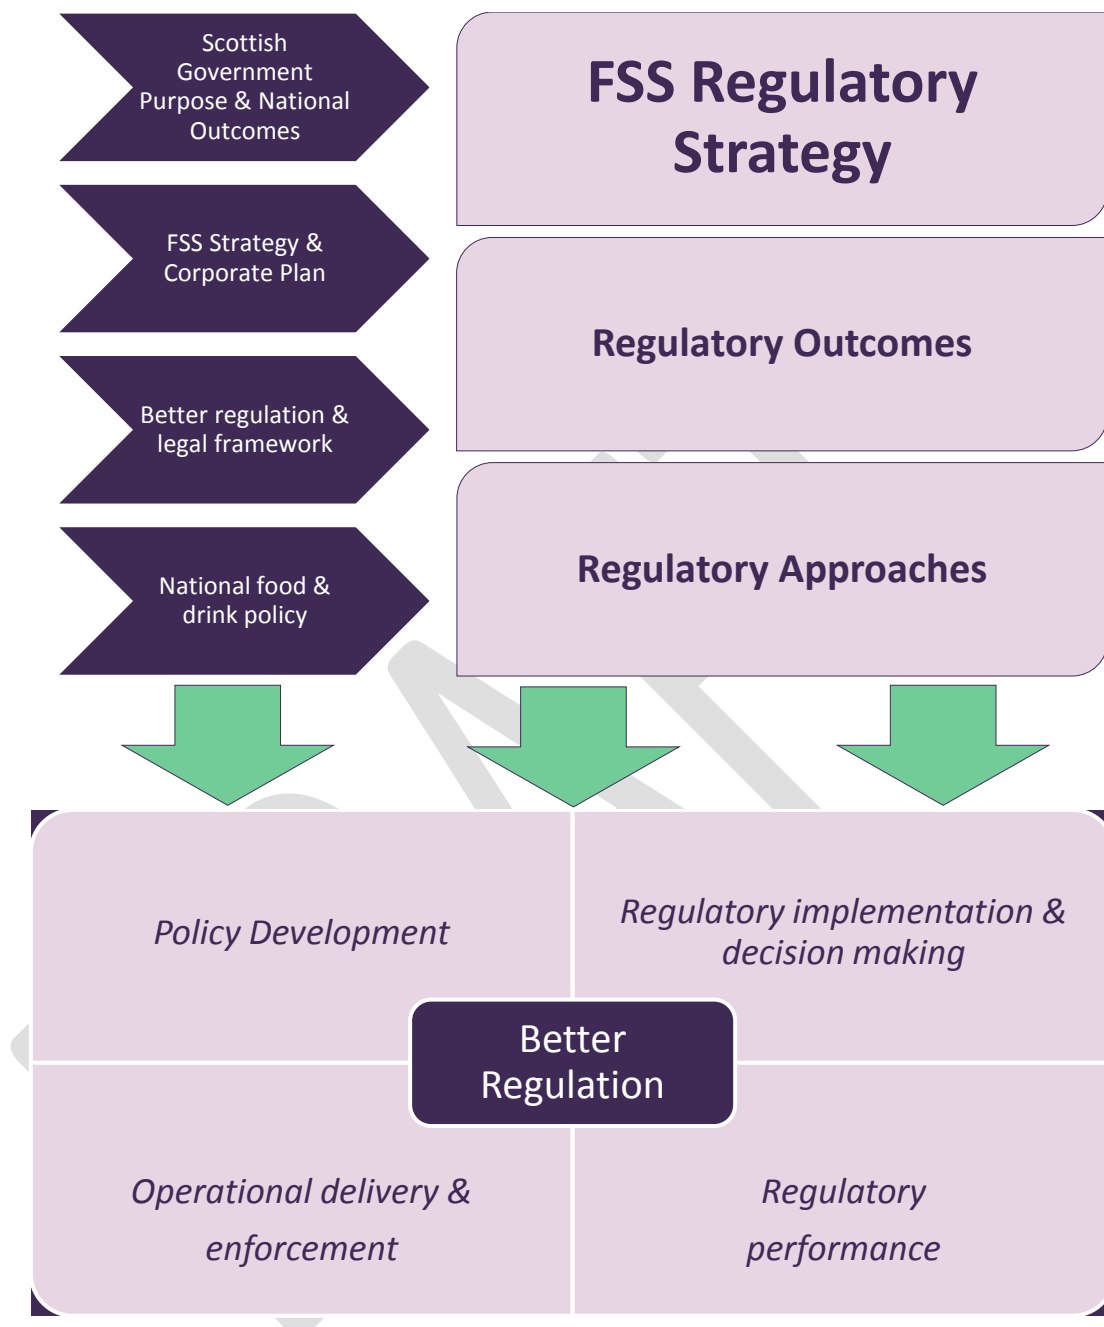 Scottish
Government
Purpose & National
Outcomes
FSS Regulatory
Strategy
FSS Strategy &
Corporate Plan
Regulatory Outcomes
Better regulation &
legal framework
Regulatory Approaches
National food &
drink policy
Policy Development
Regulatory implementation &
decision making
Better
Regulation
Operational delivery &
enforcement
Regulatory
performance